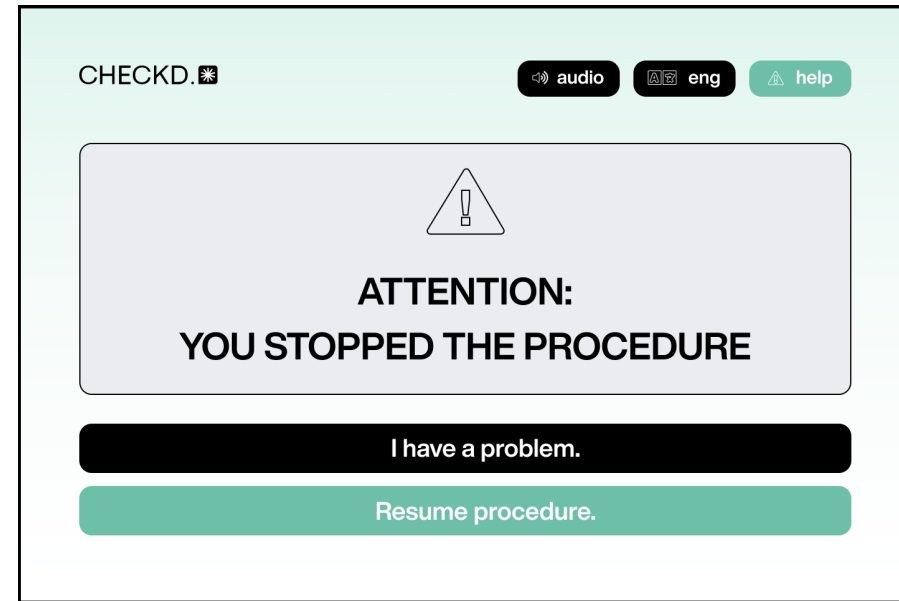 CHECKD.
audio
eng
help
ATTENTION:
YOU STOPPED THE PROCEDURE
I have a problem.
Resume procedure.